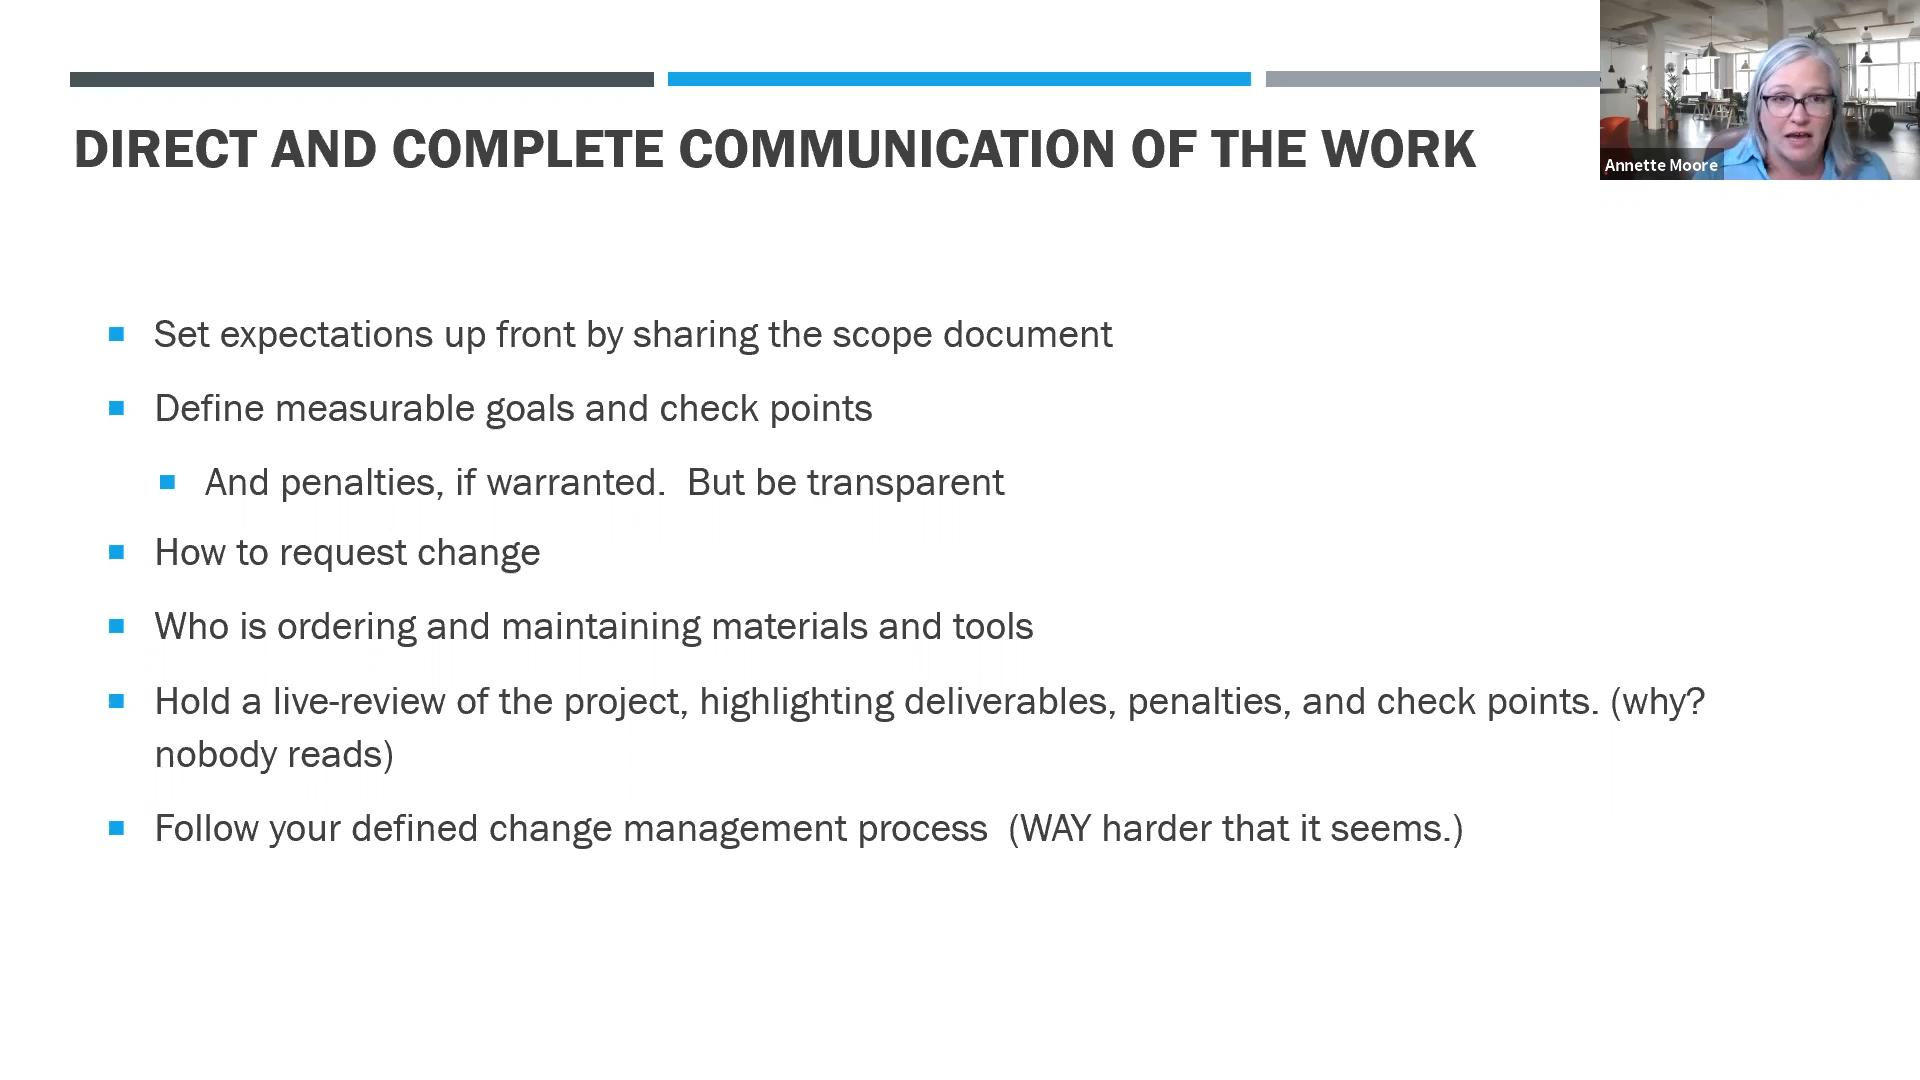 DIRECT AND COMPLETE COMMUNICATION OF THE WORK
Annette Moore
Set expectations up front by sharing the scope document
Define measurable goals and check points
And penalties, if warranted.  But be transparent
How to request change
Who is ordering and maintaining materials and tools
Hold a live-review of the project, highlighting deliverables, penalties, and check points. (why?
nobody reads)
Follow your defined change management process  (WAY harder that it seems.)